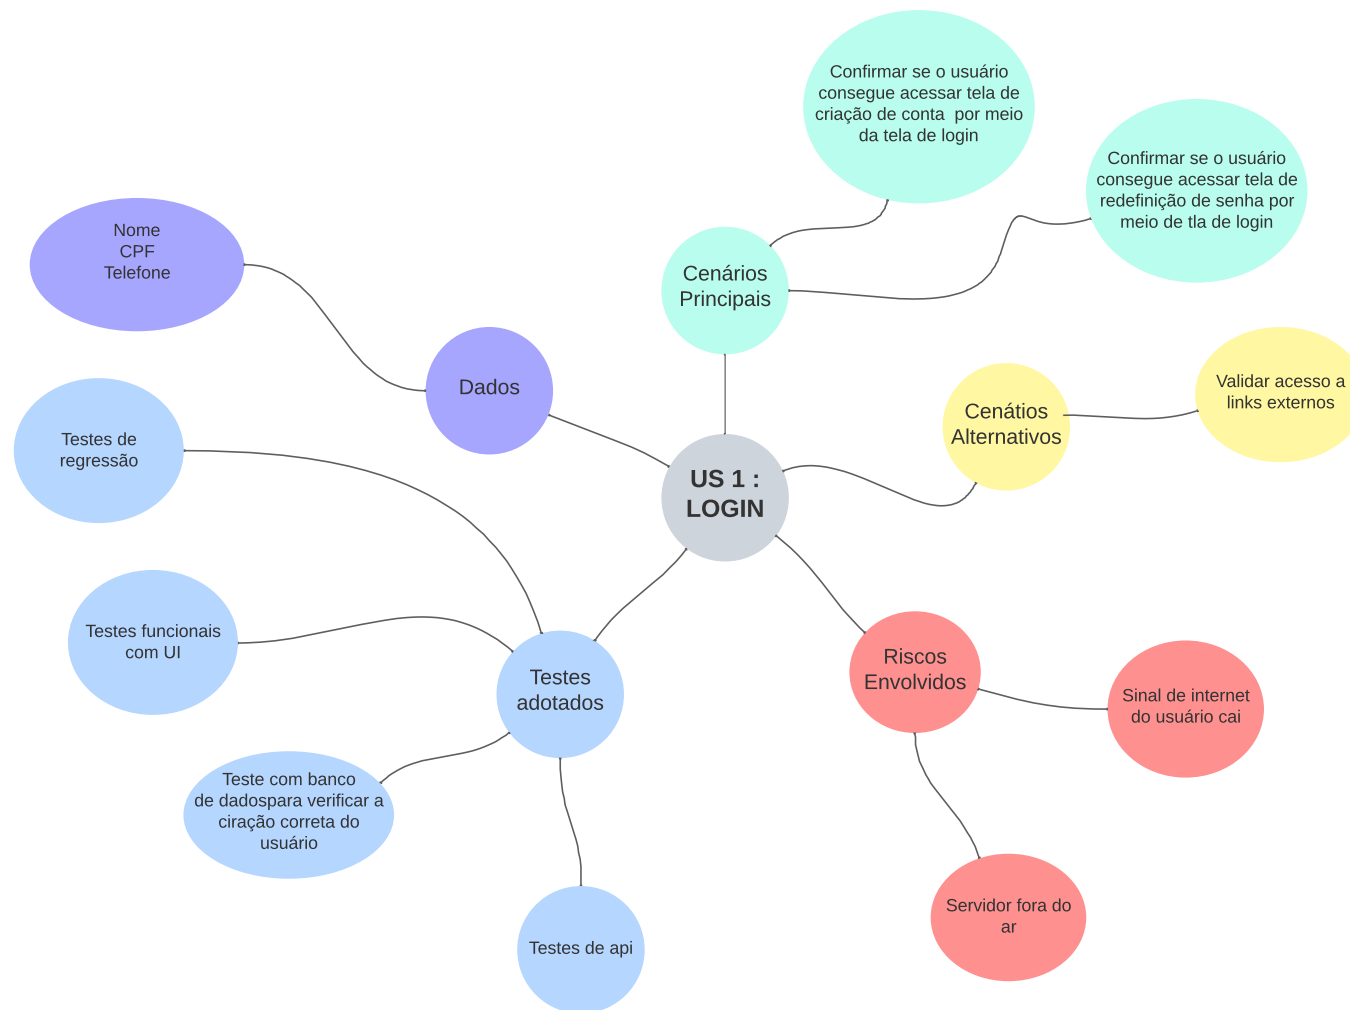 Confirmar se o usuário
consegue acessar tela de
criação de conta  por meio
da tela de login
Confirmar se o usuário
consegue acessar tela de
redefinição de senha por
meio de tla de login
Nome
CPF
Telefone
Cenários
Principais
Dados
Validar acesso a
links externos
Cenátios
Alternativos
Testes de
regressão
US 1 :
LOGIN
Testes funcionais
com UI
Testes
adotados
Riscos
Envolvidos
Sinal de internet
do usuário cai
Teste com banco
de dadospara verificar a
ciração correta do
usuário
Servidor fora do
ar
Testes de api